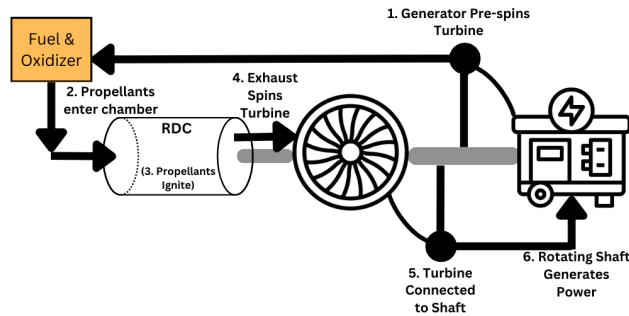 1. Generator Pre-spins
Turbine
Fuel &
Oxidizer
2. Propellants
enter chamber
4. Exhaust
Spins
Turbine
RDC
(3. Propellants
Ignite)
5. Turbine
Connected
to Shaft
6. Rotating Shaft
Generates
Power